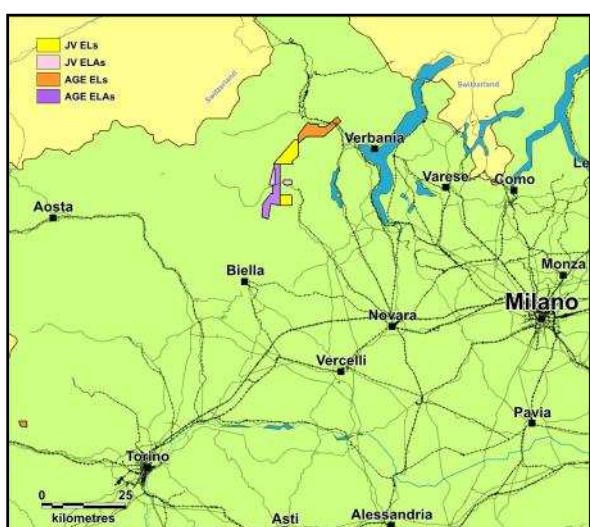 JV ELs
JV ELAs
AGE ELs
AGE ELAs
Switzerland
Switzerland
Verbania
Varese
Como
Le
Aosta
Biella
Monza
Milano
Novara
Vercelli
Pavia
Torino
0 25
kilometres
Asti
Alessandria